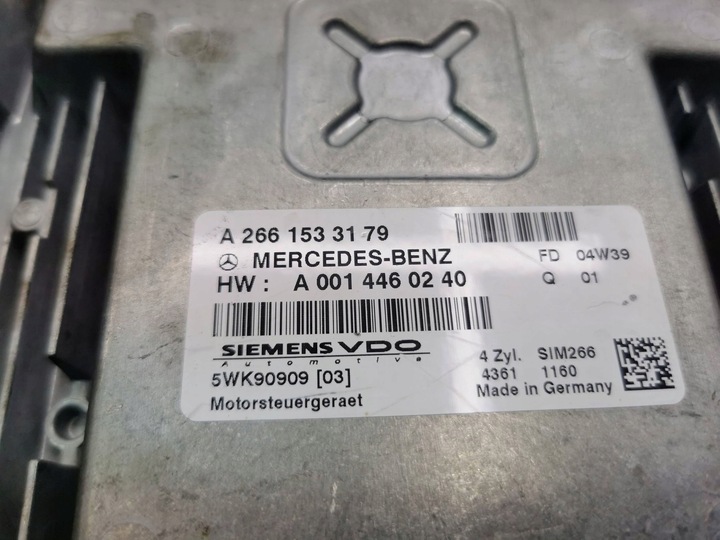 A 266 153 31 79
MERCEDES-BENZ FD 04W39
HW : A 001 446 02 40 Q 01
SIEMENS VDO
Automotive
4 Zyl. SIM266
5WK90909 [03] 4361 1160
Motorsteuergeraet Made in Germany